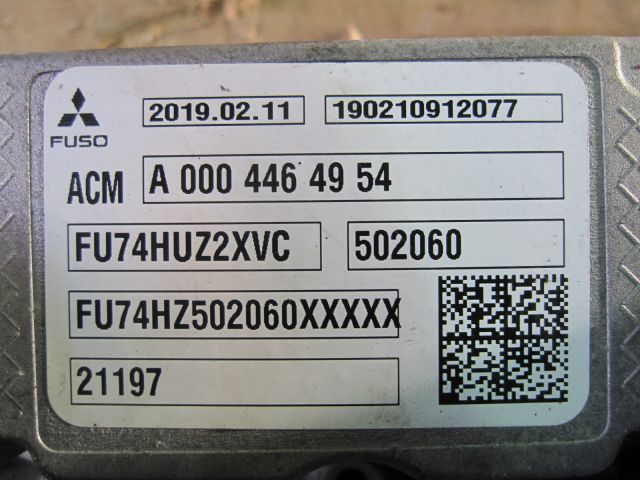 2019.02.11 190210912077
FUSO
ACM A 000 446 49 54
FU74HUZ2XVC 502060
FU74HZ502060XXXXX
21197